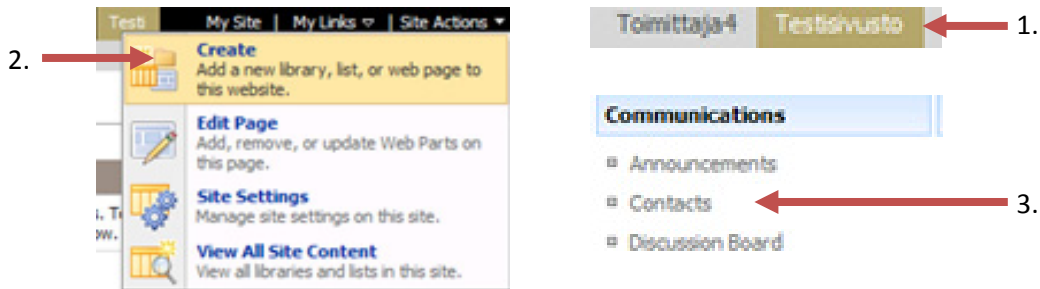 Testi My Site | My Links | Site Actions
2.
Create
Add a new library, list, or web page to
this website.
Edit Page
Add, remove, or update Web Parts on
this page.
Site Settings
Manage site settings on this site.
View All Site Content
View all libraries and lists in this site.
s. T
ow.
Toimittaja4 Testisivusto
1.
Communications
Announcements
Contacts
3.
Discussion Board